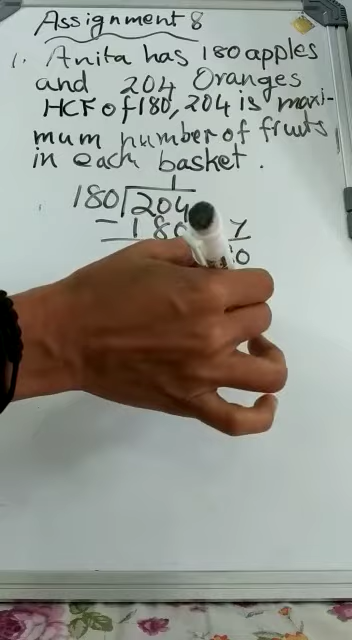 Assignment 8
1. Anita has 180 apples
and 204 Oranges
HCF of 180, 204 is maxi-
mum number of fruits
in each basket.
1
180 204
- 180 7